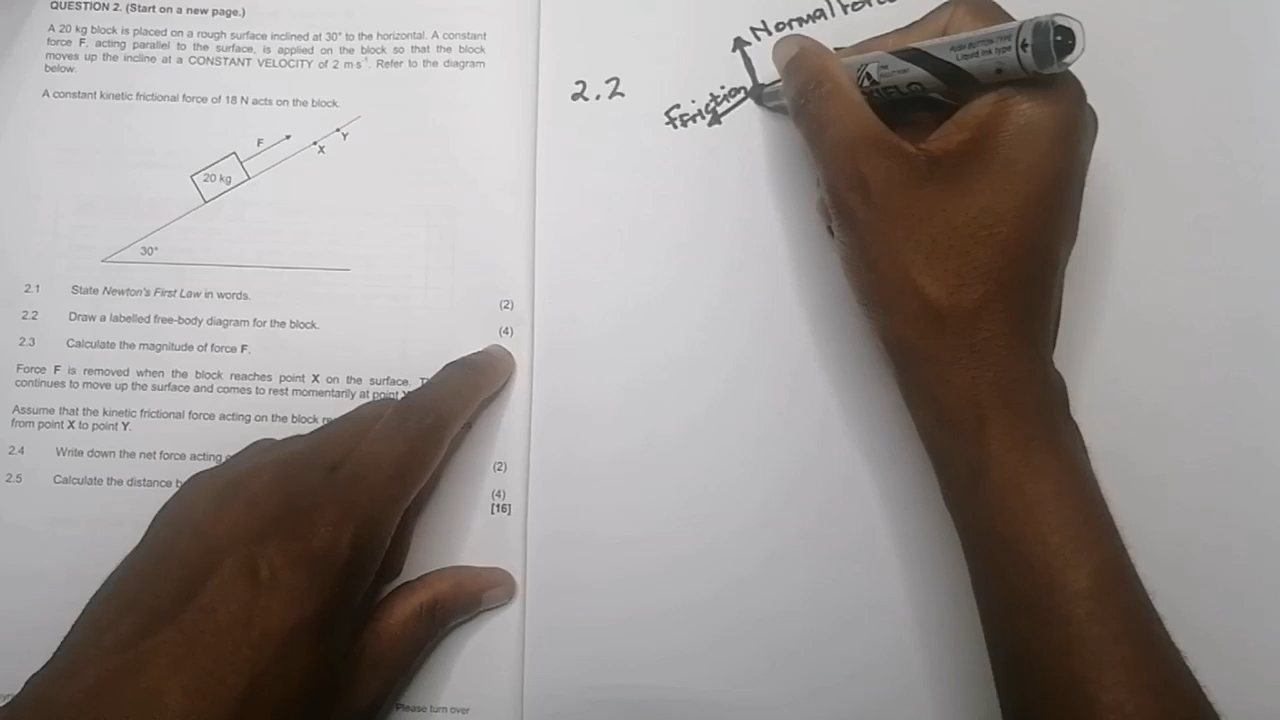 QUESTION 2. (Start on a new page.)
A 20 kg block is placed on a rough surface inclined at 30° to the horizontal. A constant
force F, acting parallel to the surface, is applied on the block so that the block
moves up the incline at a CONSTANT VELOCITY of 2 m·s⁻¹. Refer to the diagram
below.
A constant kinetic frictional force of 18 N acts on the block.
F
Y
X
20 kg
30°
2.1 State Newton's First Law in words. (2)
2.2 Draw a labelled free-body diagram for the block. (4)
2.3 Calculate the magnitude of force F.
Force F is removed when the block reaches point X on the surface.
continues to move up the surface and comes to rest momentarily at point
Assume that the kinetic frictional force acting on the block
from point X to point Y.
2.4 Write down the net force acting (2)
2.5 Calculate the distance (4)
[16]
Please turn over
2.2
Normal
Ffriction
PUSH BUTTON TYPE
Liquid ink type